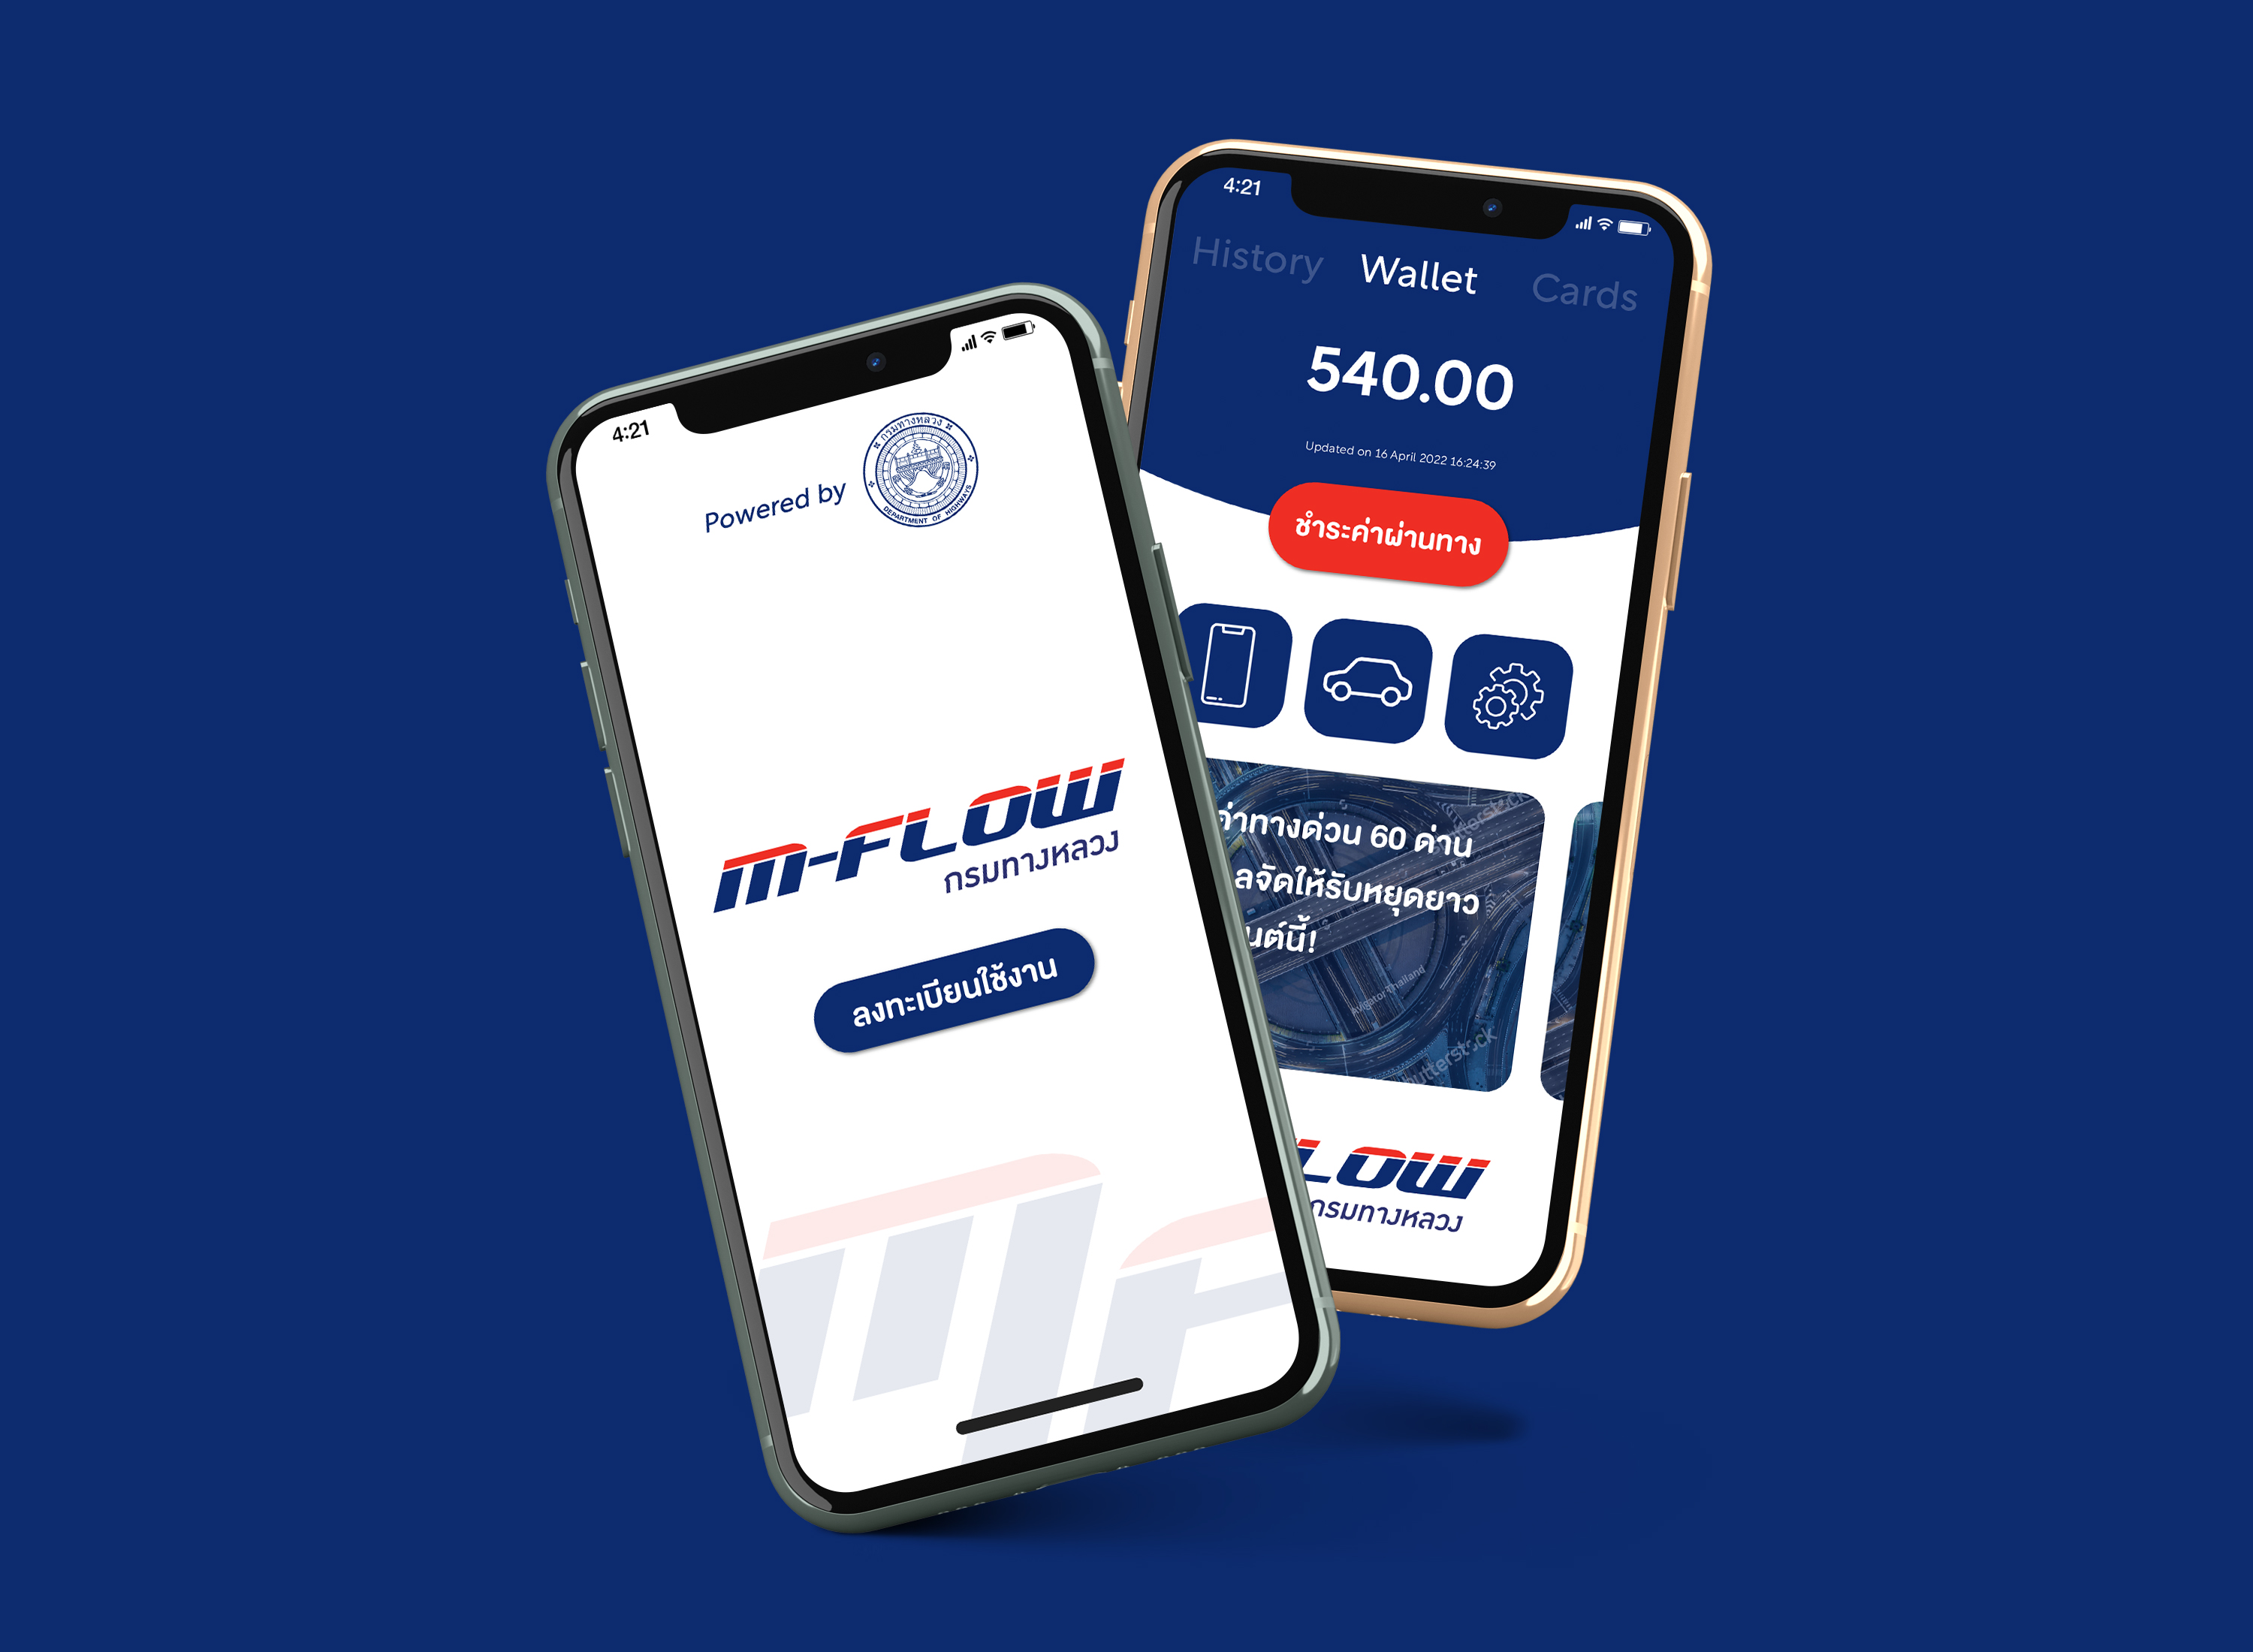 4:21
Powered by
กรมทางหลวง
DEPARTMENT OF HIGHWAYS
M-FLOW
กรมทางหลวง
ลงทะเบียนใช้งาน
4:21
History Wallet Cards
540.00
Updated on 16 April 2022 16:24:39
ชำระค่าผ่านทาง
ค่าทางด่วน 60 ด่าน
ลจัดให้รับหยุดยาว
นต์นี้!
shutterstock
AvigatorThailand
shutterstock
LOW
กรมทางหลวง